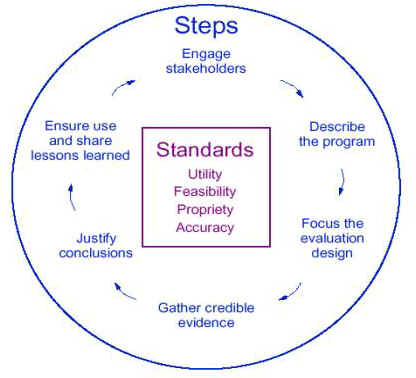 Steps
Engage
stakeholders
Describe
the program
Focus the
evaluation
design
Gather credible
evidence
Justify
conclusions
Ensure use
and share
lessons learned
Standards
Utility
Feasibility
Propriety
Accuracy